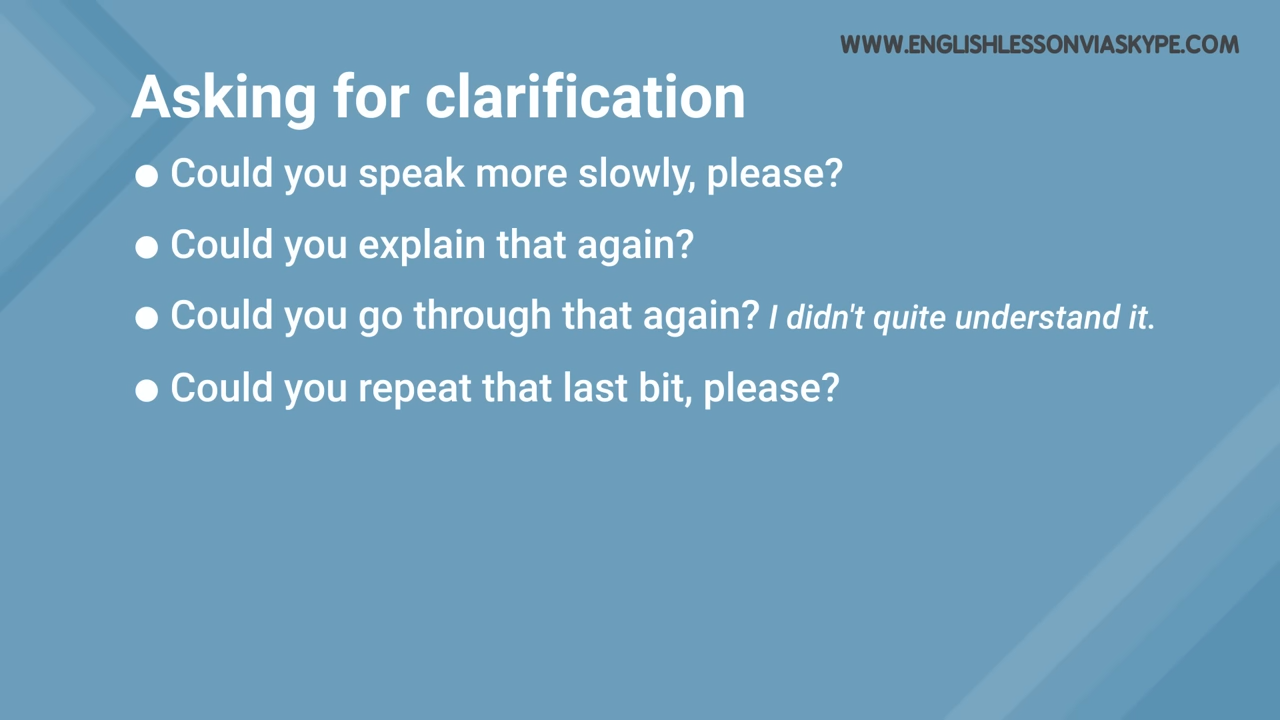 WWW.ENGLISHLESSONVIASKYPE.COM
Asking for clarification
● Could you speak more slowly, please?
● Could you explain that again?
● Could you go through that again? I didn't quite understand it.
● Could you repeat that last bit, please?